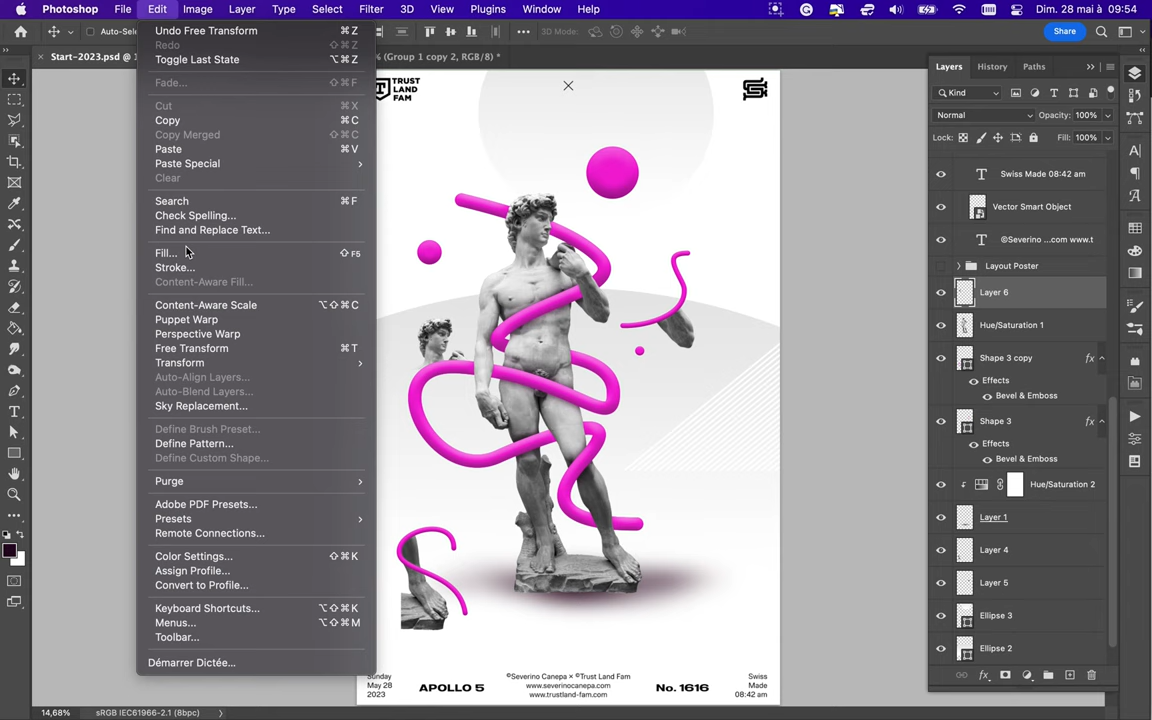 Photoshop File Edit Image Layer Type Select Filter 3D View Plugins Window Help Dim. 28 mai à 09:54
3D Mode: Share
Start-2023.psd @ 1
% (Group 1 copy 2, RGB/8) *
Undo Free Transform ⌘Z
Redo ⇧⌘Z
Toggle Last State ⌥⌘Z
Fade... ⇧⌘F
Cut ⌘X
Copy ⌘C
Copy Merged ⇧⌘C
Paste ⌘V
Paste Special
Clear
Search ⌘F
Check Spelling...
Find and Replace Text...
Fill... ⇧F5
Stroke...
Content-Aware Fill...
Content-Aware Scale ⌥⇧⌘C
Puppet Warp
Perspective Warp
Free Transform ⌘T
Transform
Auto-Align Layers...
Auto-Blend Layers...
Sky Replacement...
Define Brush Preset...
Define Pattern...
Define Custom Shape...
Purge
Adobe PDF Presets...
Presets
Remote Connections...
Color Settings... ⇧⌘K
Assign Profile...
Convert to Profile...
Keyboard Shortcuts... ⌥⇧⌘K
Menus... ⌥⇧⌘M
Toolbar...
Démarrer Dictée...
TRUST
LAND
FAM
Sunday
May 28
2023
APOLLO 5
©Severino Canepa × ©Trust Land Fam
www.severinocanepa.com
www.trustland-fam.com
No. 1616
Swiss
Made
08:42 am
Layers History Paths
Kind
Normal Opacity: 100%
Lock: Fill: 100%
Swiss Made 08:42 am
Vector Smart Object
©Severino ...com www.t
Layout Poster
Layer 6
Hue/Saturation 1
Shape 3 copy fx
Effects
Bevel & Emboss
Shape 3 fx
Effects
Bevel & Emboss
Hue/Saturation 2
Layer 1
Layer 4
Layer 5
Ellipse 3
Ellipse 2
14,68% sRGB IEC61966-2.1 (8bpc)